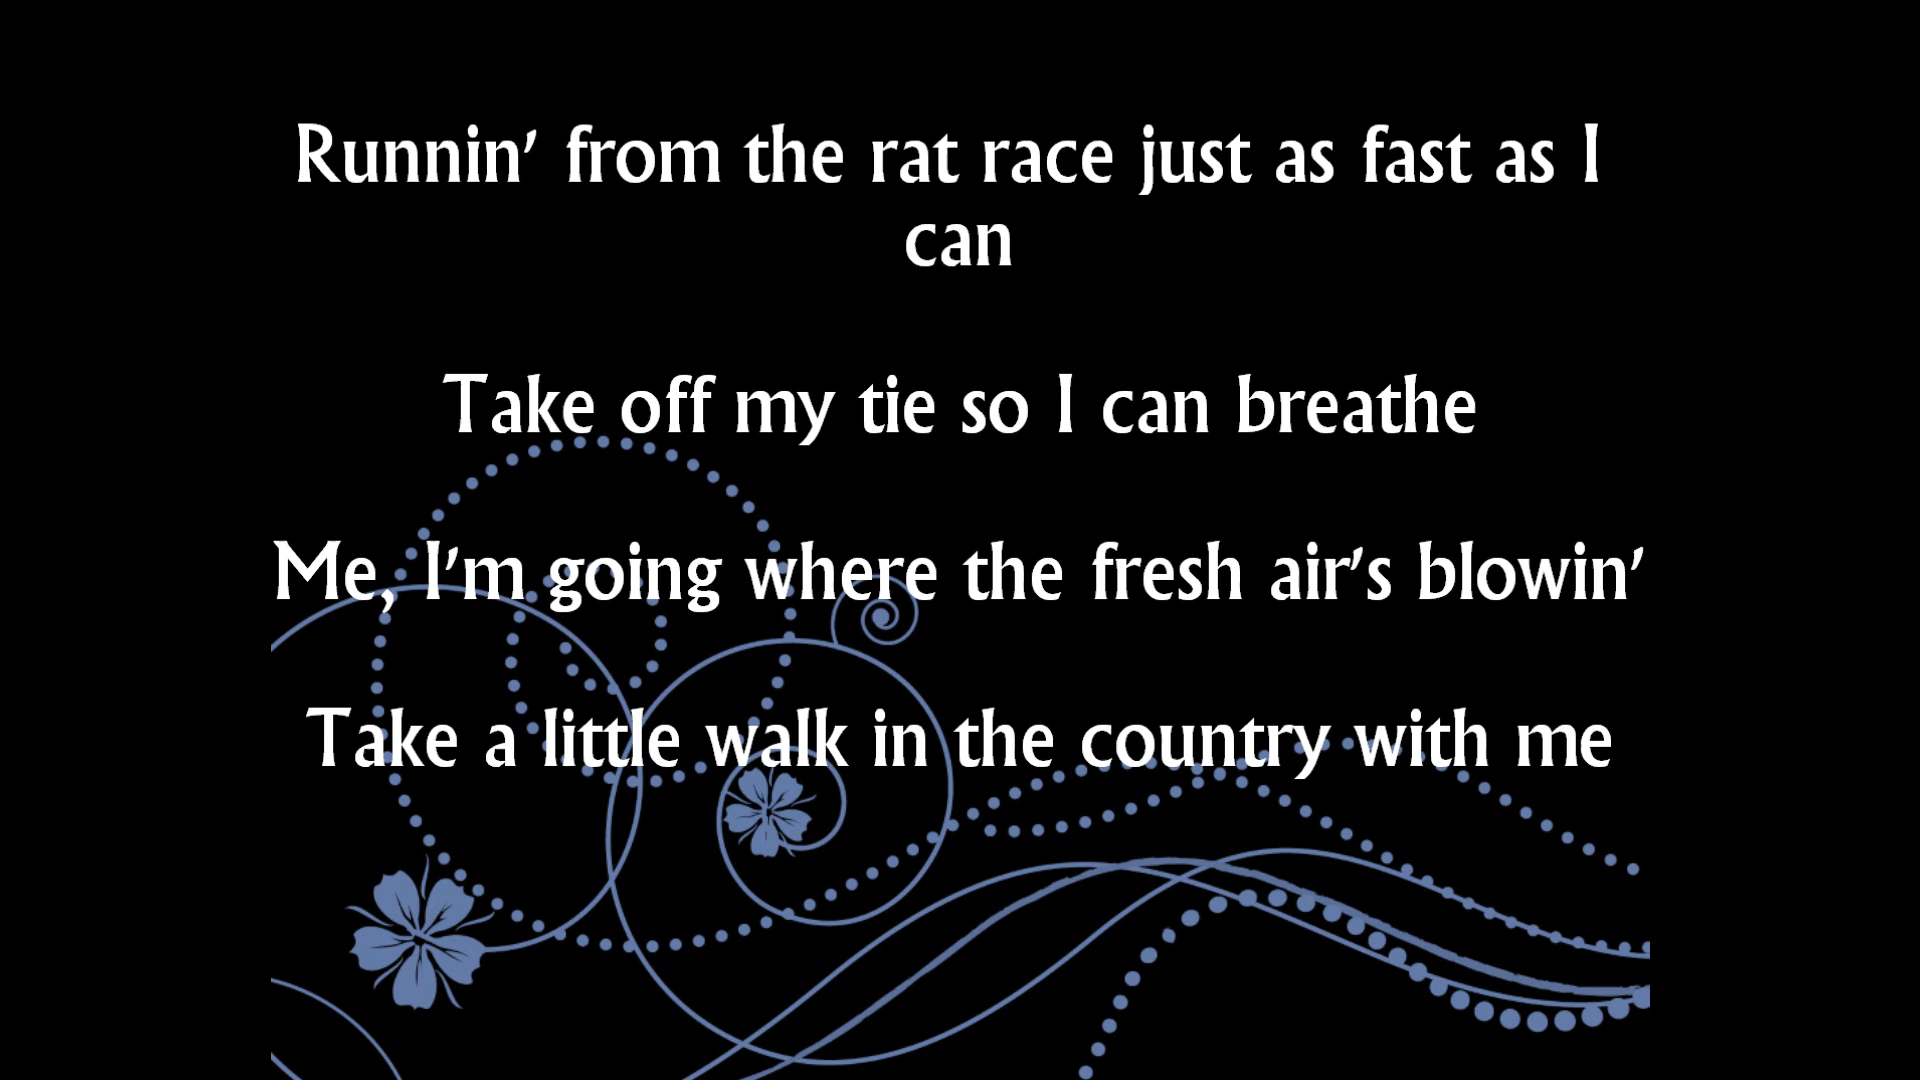 Runnin' from the rat race just as fast as I
can
Take off my tie so I can breathe
Me, I'm going where the fresh air's blowin'
Take a little walk in the country with me